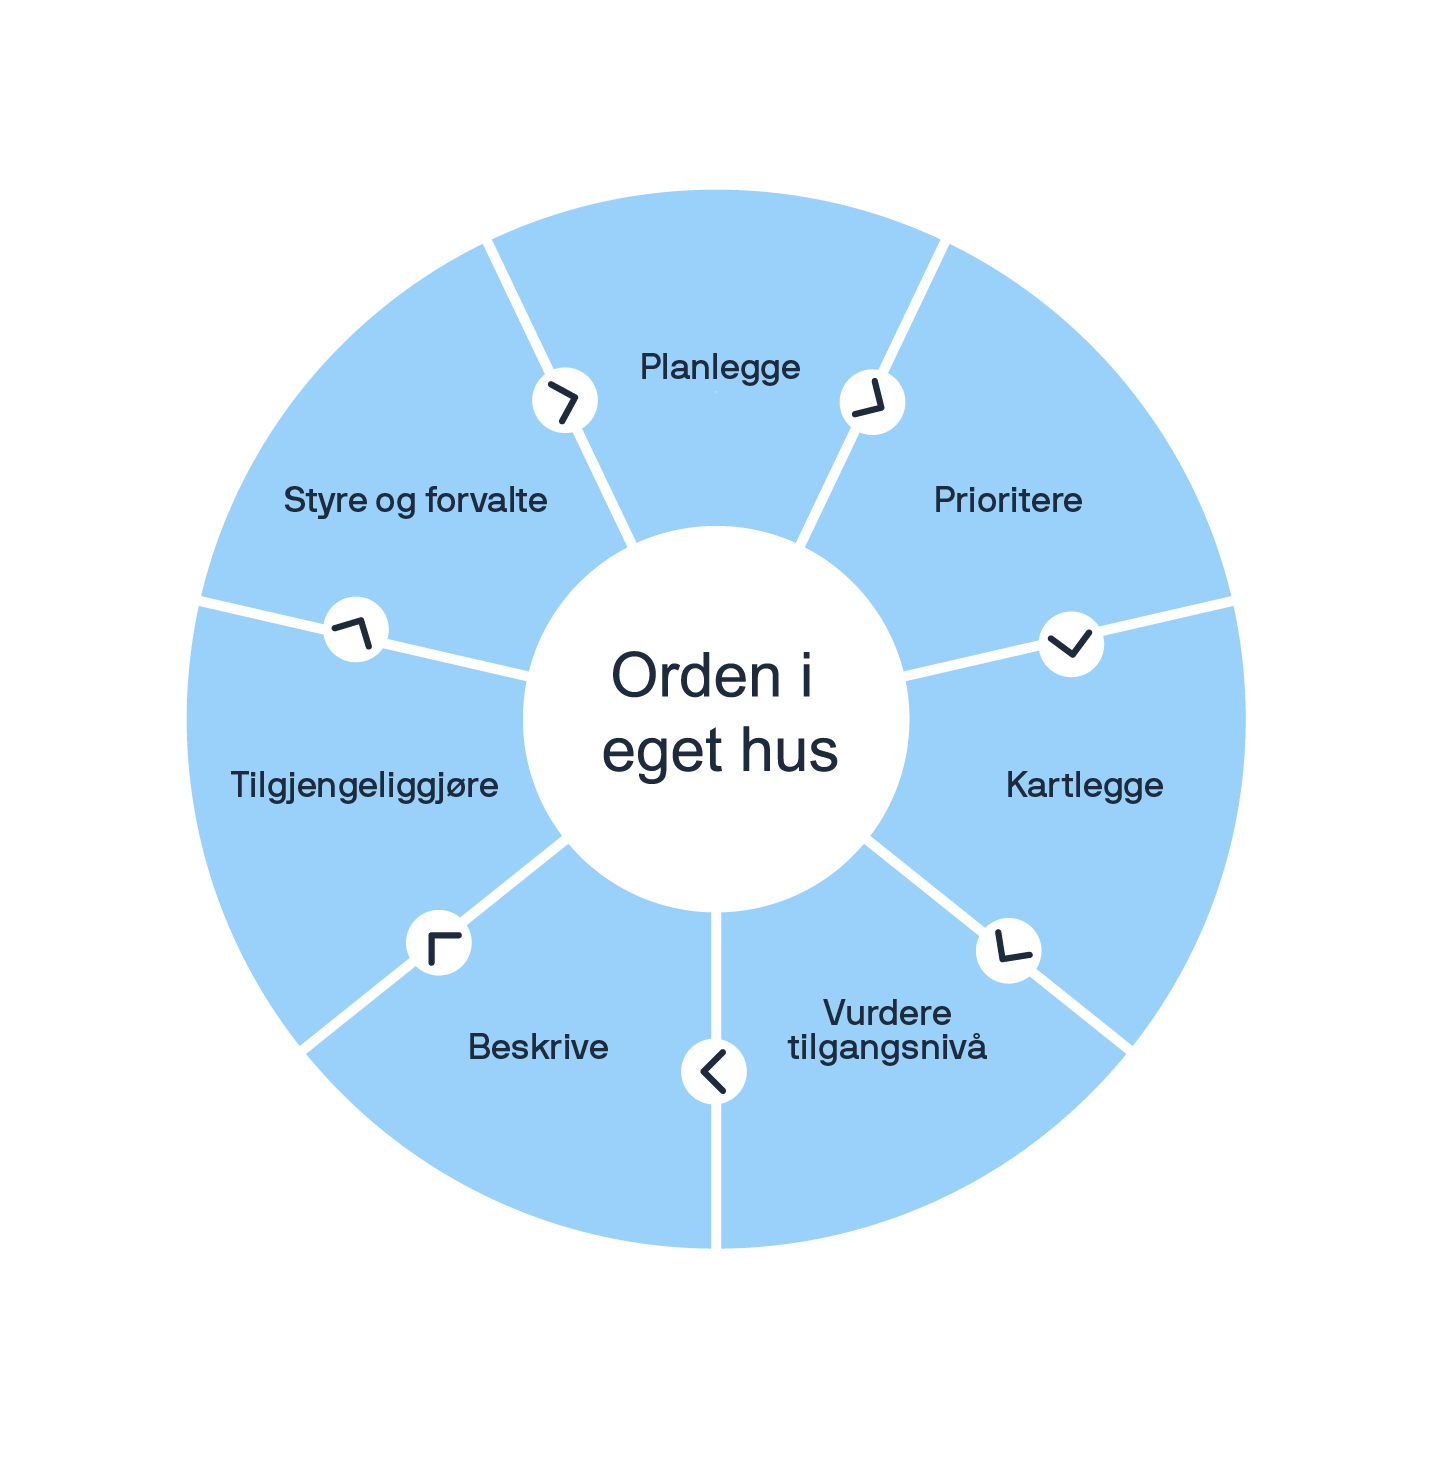 Planlegge
Prioritere
Kartlegge
Vurdere
tilgangsnivå
Beskrive
Tilgjengeliggjøre
Styre og forvalte
Orden i
eget hus